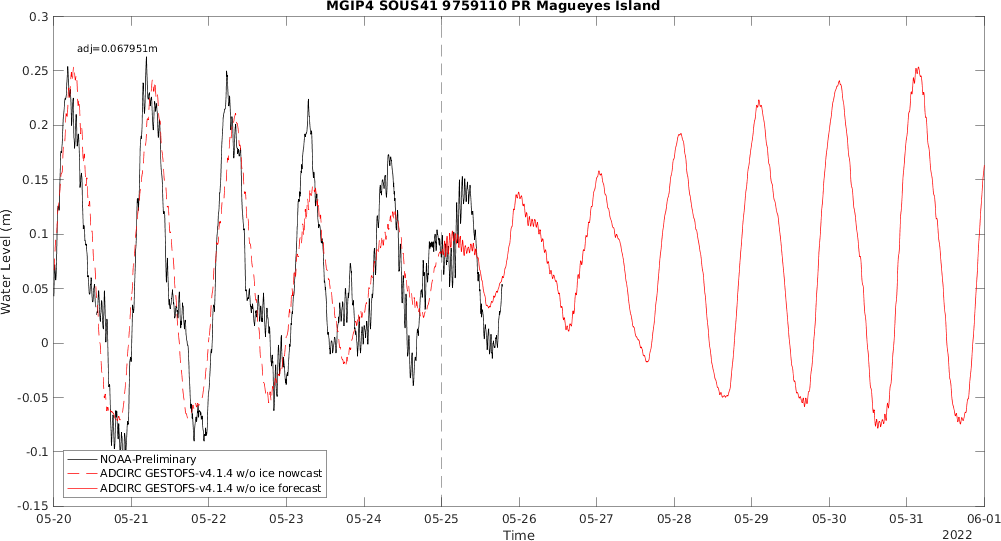 MGIP4 SOUS41 9759110 PR Magueyes Island
adj=0.067951m
0.3
0.25
0.2
0.15
0.1
0.05
0
-0.05
-0.1
-0.15
Water Level (m)
NOAA-Preliminary
ADCIRC GESTOFS-v4.1.4 w/o ice nowcast
ADCIRC GESTOFS-v4.1.4 w/o ice forecast
05-20 05-21 05-22 05-23 05-24 05-25 05-26 05-27 05-28 05-29 05-30 05-31 06-01
Time
2022